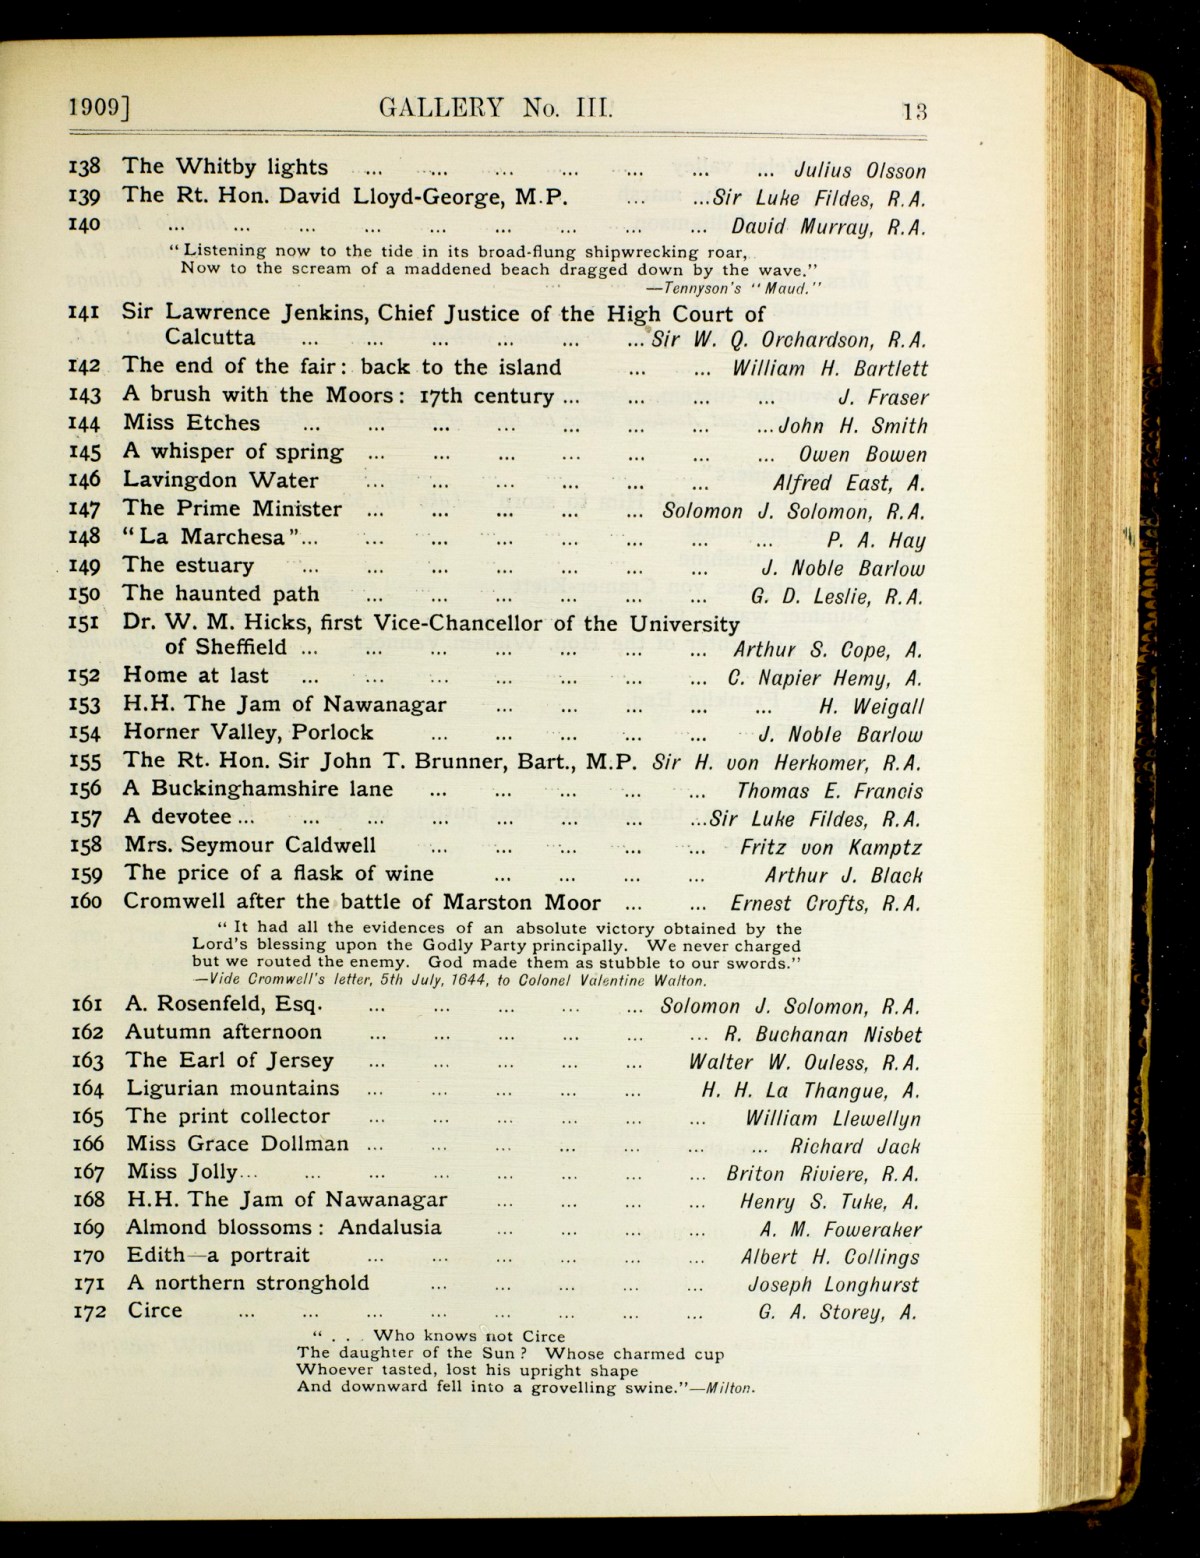 1909] GALLERY No. III. 13
138 The Whitby lights ... ... ... ... ... ... ... Julius Olsson
139 The Rt. Hon. David Lloyd-George, M.P. ... ...Sir Luke Fildes, R.A.
140 ... ... ... ... ... ... ... ... ... David Murray, R.A.
"Listening now to the tide in its broad-flung shipwrecking roar,
Now to the scream of a maddened beach dragged down by the wave."
—Tennyson's "Maud."
141 Sir Lawrence Jenkins, Chief Justice of the High Court of
Calcutta ... ... ... ... ... ...Sir W. Q. Orchardson, R.A.
142 The end of the fair: back to the island ... ... William H. Bartlett
143 A brush with the Moors: 17th century ... ... ... ... J. Fraser
144 Miss Etches ... ... ... ... ... ... ... ...John H. Smith
145 A whisper of spring ... ... ... ... ... ... ... Owen Bowen
146 Lavingdon Water ... ... ... ... ... ... Alfred East, A.
147 The Prime Minister ... ... ... ... ... Solomon J. Solomon, R.A.
148 "La Marchesa"... ... ... ... ... ... ... ... P. A. Hay
149 The estuary ... ... ... ... ... ... ... J. Noble Barlow
150 The haunted path ... ... ... ... ... ... G. D. Leslie, R.A.
151 Dr. W. M. Hicks, first Vice-Chancellor of the University
of Sheffield ... ... ... ... ... ... ... Arthur S. Cope, A.
152 Home at last ... ... ... ... ... ... ... C. Napier Hemy, A.
153 H.H. The Jam of Nawanagar ... ... ... ... ... H. Weigall
154 Horner Valley, Porlock ... ... ... ... ... J. Noble Barlow
155 The Rt. Hon. Sir John T. Brunner, Bart., M.P. Sir H. von Herkomer, R.A.
156 A Buckinghamshire lane ... ... ... ... ... Thomas E. Francis
157 A devotee... ... ... ... ... ... ... ...Sir Luke Fildes, R.A.
158 Mrs. Seymour Caldwell ... ... ... ... ... Fritz von Kamptz
159 The price of a flask of wine ... ... ... ... Arthur J. Black
160 Cromwell after the battle of Marston Moor ... ... Ernest Crofts, R.A.
"It had all the evidences of an absolute victory obtained by the
Lord's blessing upon the Godly Party principally. We never charged
but we routed the enemy. God made them as stubble to our swords."
—Vide Cromwell's letter, 5th July, 1644, to Colonel Valentine Walton.
161 A. Rosenfeld, Esq. ... ... ... ... ... Solomon J. Solomon, R.A.
162 Autumn afternoon ... ... ... ... ... ... R. Buchanan Nisbet
163 The Earl of Jersey ... ... ... ... ... Walter W. Ouless, R.A.
164 Ligurian mountains ... ... ... ... ... H. H. La Thangue, A.
165 The print collector ... ... ... ... ... ... William Llewellyn
166 Miss Grace Dollman ... ... ... ... ... ... ... Richard Jack
167 Miss Jolly... ... ... ... ... ... ... ... Briton Riviere, R.A.
168 H.H. The Jam of Nawanagar ... ... ... ... Henry S. Tuke, A.
169 Almond blossoms: Andalusia ... ... ... ... A. M. Foweraker
170 Edith—a portrait ... ... ... ... ... ... Albert H. Collings
171 A northern stronghold ... ... ... ... ... Joseph Longhurst
172 Circe ... ... ... ... ... ... ... ... G. A. Storey, A.
". . . Who knows not Circe
The daughter of the Sun? Whose charmed cup
Whoever tasted, lost his upright shape
And downward fell into a grovelling swine."—Milton.